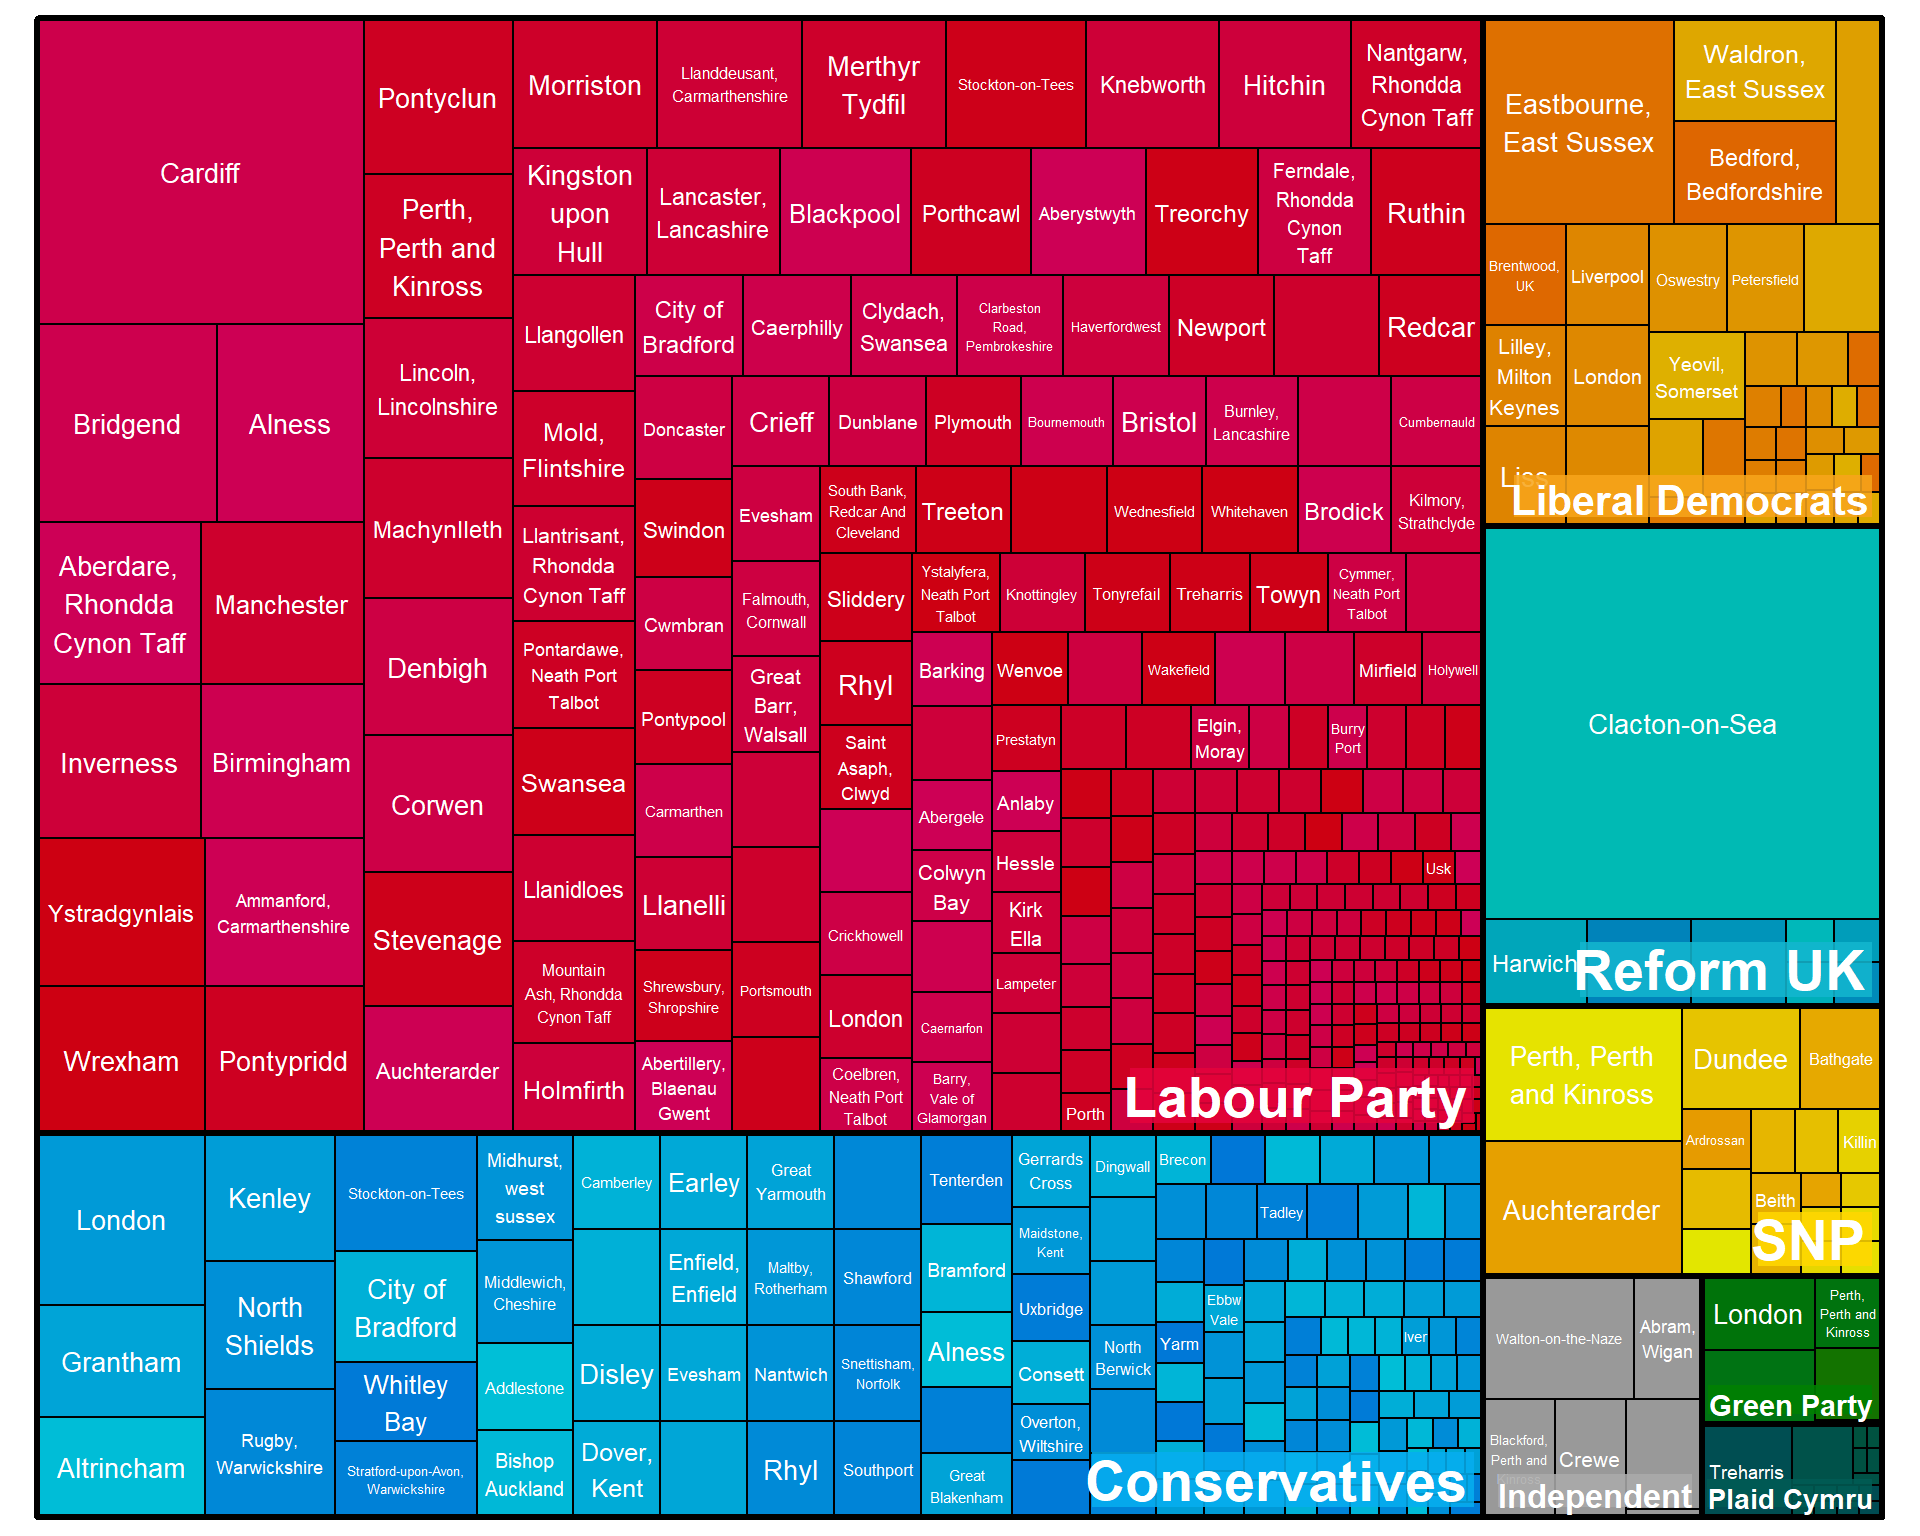 Cardiff
Bridgend
Alness
Aberdare,
Rhondda
Cynon Taff
Manchester
Inverness
Birmingham
Ystradgynlais
Ammanford,
Carmarthenshire
Wrexham
Pontypridd
Pontyclun
Perth,
Perth and
Kinross
Lincoln,
Lincolnshire
Machynlleth
Denbigh
Corwen
Stevenage
Auchterarder
Morriston
Llanddeusant,
Carmarthenshire
Merthyr
Tydfil
Stockton-on-Tees
Knebworth
Hitchin
Nantgarw,
Rhondda
Cynon Taff
Kingston
upon
Hull
Lancaster,
Lancashire
Blackpool
Porthcawl
Aberystwyth
Treorchy
Ferndale,
Rhondda
Cynon
Taff
Ruthin
Llangollen
Mold,
Flintshire
Llantrisant,
Rhondda
Cynon Taff
Pontardawe,
Neath Port
Talbot
Swansea
Llanidloes
Mountain
Ash, Rhondda
Cynon Taff
Holmfirth
City of
Bradford
Caerphilly
Clydach,
Swansea
Clarbeston
Road,
Pembrokeshire
Haverfordwest
Newport
Redcar
Doncaster
Swindon
Cwmbran
Pontypool
Carmarthen
Llanelli
Shrewsbury,
Shropshire
Abertillery,
Blaenau
Gwent
Crieff
Dunblane
Plymouth
Bournemouth
Bristol
Burnley,
Lancashire
Cumbernauld
Evesham
Falmouth,
Cornwall
Great
Barr,
Walsall
Portsmouth
South Bank,
Redcar And
Cleveland
Treeton
Wednesfield
Whitehaven
Brodick
Kilmory,
Strathclyde
Sliddery
Rhyl
Saint
Asaph,
Clwyd
Crickhowell
London
Coelbren,
Neath Port
Talbot
Ystalyfera,
Neath Port
Talbot
Knottingley
Tonyrefail
Treharris
Towyn
Cymmer,
Neath Port
Talbot
Barking
Abergele
Colwyn
Bay
Caernarfon
Barry,
Vale of
Glamorgan
Wenvoe
Wakefield
Mirfield
Holywell
Prestatyn
Anlaby
Hessle
Kirk
Ella
Lampeter
Elgin,
Moray
Burry
Port
Usk
Porth
Labour Party
London
Grantham
Altrincham
Kenley
North
Shields
Rugby,
Warwickshire
Stockton-on-Tees
City of
Bradford
Whitley
Bay
Stratford-upon-Avon,
Warwickshire
Midhurst,
west
sussex
Middlewich,
Cheshire
Addlestone
Bishop
Auckland
Camberley
Disley
Dover,
Kent
Earley
Enfield,
Enfield
Evesham
Great
Yarmouth
Maltby,
Rotherham
Nantwich
Rhyl
Shawford
Snettisham,
Norfolk
Southport
Tenterden
Bramford
Alness
Great
Blakenham
Gerrards
Cross
Maidstone,
Kent
Uxbridge
Consett
Overton,
Wiltshire
Dingwall
North
Berwick
Brecon
Tadley
Ebbw
Vale
Yarm
Iver
Conservatives
Eastbourne,
East Sussex
Waldron,
East Sussex
Bedford,
Bedfordshire
Brentwood,
UK
Liverpool
Oswestry
Petersfield
Lilley,
Milton
Keynes
London
Yeovil,
Somerset
Liss
Liberal Democrats
Clacton-on-Sea
Harwich
Reform UK
Perth, Perth
and Kinross
Dundee
Bathgate
Auchterarder
Ardrossan
Killin
Beith
SNP
Walton-on-the-Naze
Abram,
Wigan
Blackford,
Perth and
Kinross
Crewe
Independent
London
Perth,
Perth and
Kinross
Green Party
Treharris
Plaid Cymru